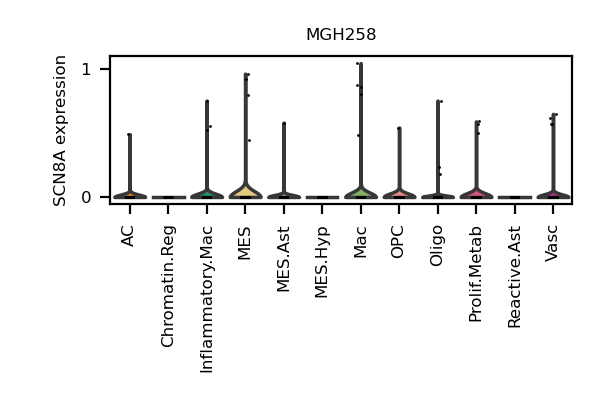 MGH258
SCN8A expression
1
0
AC
Chromatin.Reg
Inflammatory.Mac
MES
MES.Ast
MES.Hyp
Mac
OPC
Oligo
Prolif.Metab
Reactive.Ast
Vasc